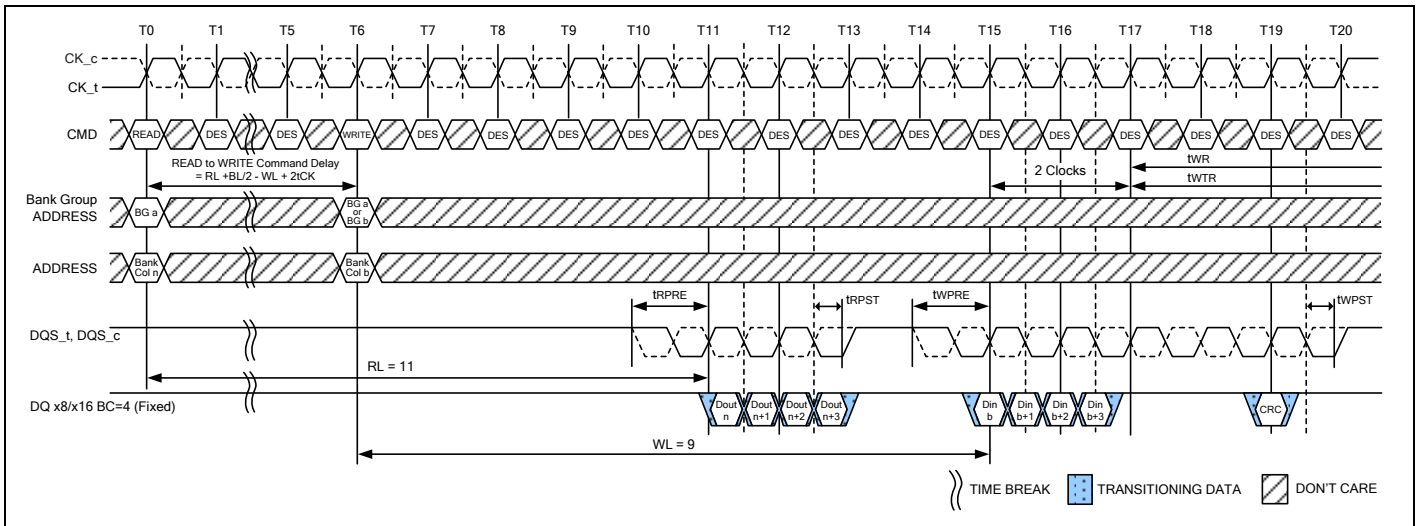 T0 T1 T5 T6 T7 T8 T9 T10 T11 T12 T13 T14 T15 T16 T17 T18 T19 T20
CK_c
CK_t
CMD READ DES DES WRITE DES DES DES DES DES DES DES DES DES DES DES DES DES DES
READ to WRITE Command Delay
= RL +BL/2 - WL + 2tCK
2 Clocks
tWR
tWTR
Bank Group
ADDRESS
BG a
BG a
or
BG b
ADDRESS
Bank
Col n
Bank
Col b
tRPRE tRPST tWPRE tWPST
DQS_t, DQS_c
RL = 11
DQ x8/x16 BC=4 (Fixed)
Dout Dout Dout Dout Din Din Din Din CRC
n n+1 n+2 n+3 b b+1 b+2 b+3
WL = 9
TIME BREAK TRANSITIONING DATA DON'T CARE